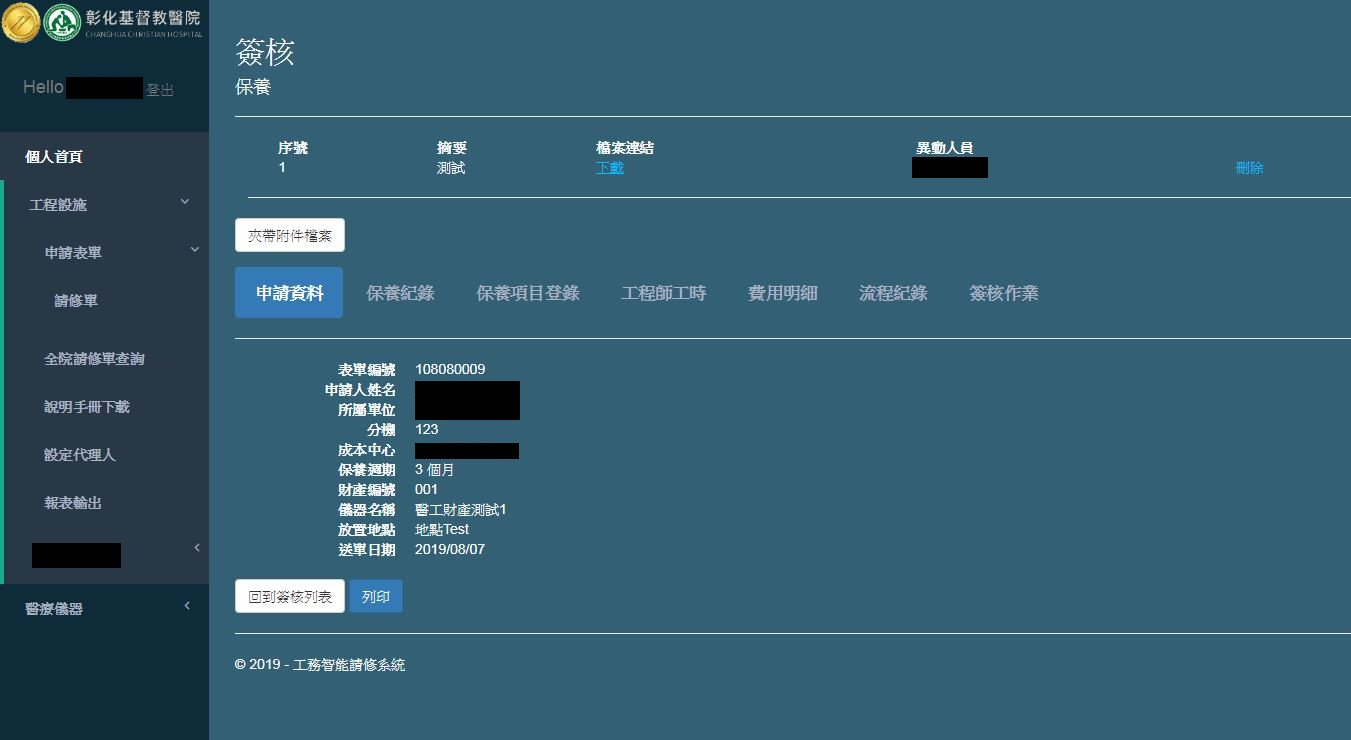 彰化基督教醫院
CHANGHUA CHRISTIAN HOSPITAL
Hello 登出
個人首頁
工程設施
申請表單
請修單
全院請修單查詢
說明手冊下載
設定代理人
報表輸出
醫療儀器
簽核
保養
序號 摘要 檔案連結 異動人員
1 測試 下載 刪除
夾帶附件檔案
申請資料 保養紀錄 保養項目登錄 工程師工時 費用明細 流程紀錄 簽核作業
表單編號 108080009
申請人姓名
所屬單位
分機 123
成本中心
保養週期 3 個月
財產編號 001
儀器名稱 醫工財產測試1
放置地點 地點Test
送單日期 2019/08/07
回到簽核列表 列印
© 2019 - 工務智能請修系統